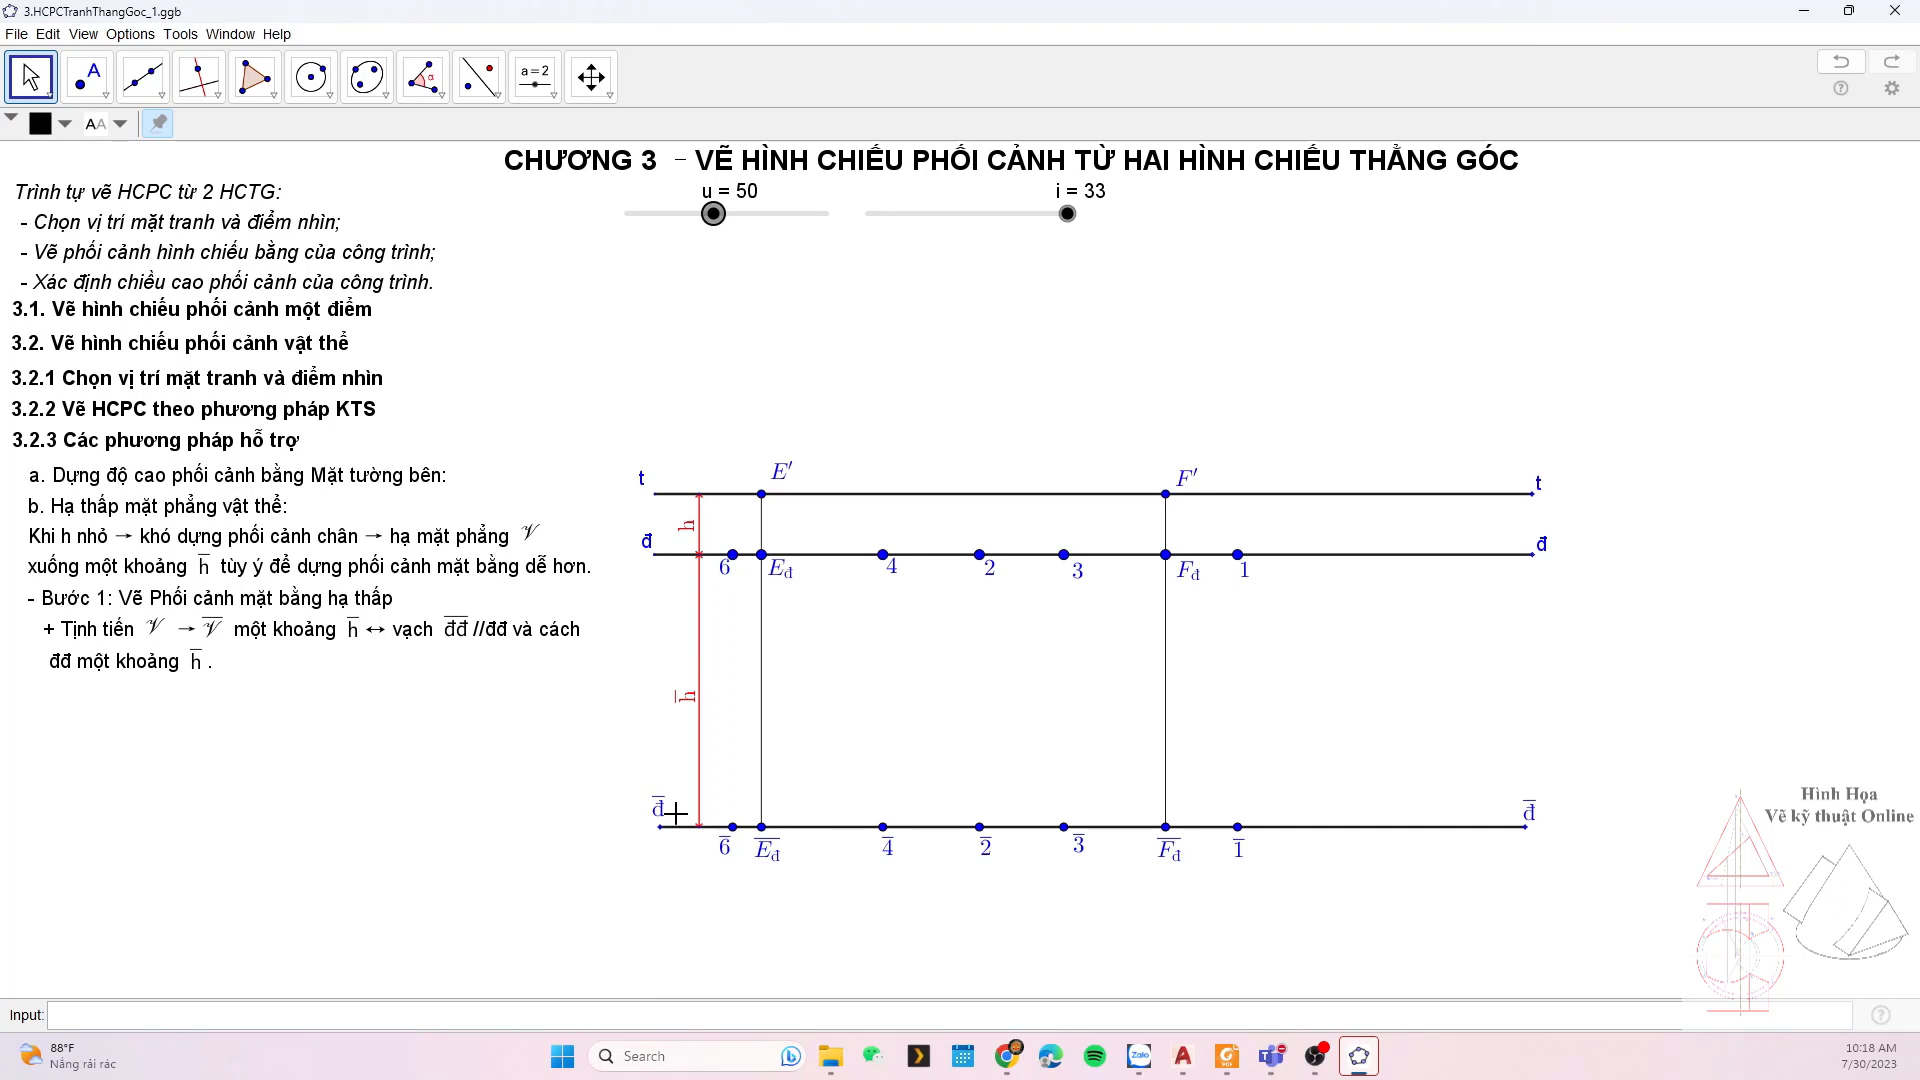 3.HCPCTranhThangGoc_1.ggb
File Edit View Options Tools Window Help
A
α
a = 2
AA
CHƯƠNG 3 – VẼ HÌNH CHIẾU PHỐI CẢNH TỪ HAI HÌNH CHIẾU THẲNG GÓC
u = 50
i = 33
Trình tự vẽ HCPC từ 2 HCTG:
- Chọn vị trí mặt tranh và điểm nhìn;
- Vẽ phối cảnh hình chiếu bằng của công trình;
- Xác định chiều cao phối cảnh của công trình.
3.1. Vẽ hình chiếu phối cảnh một điểm
3.2. Vẽ hình chiếu phối cảnh vật thể
3.2.1 Chọn vị trí mặt tranh và điểm nhìn
3.2.2 Vẽ HCPC theo phương pháp KTS
3.2.3 Các phương pháp hỗ trợ
a. Dựng độ cao phối cảnh bằng Mặt tường bên:
b. Hạ thấp mặt phẳng vật thể:
Khi h nhỏ → khó dựng phối cảnh chân → hạ mặt phẳng 𝒱
xuống một khoảng h̅ tùy ý để dựng phối cảnh mặt bằng dễ hơn.
- Bước 1: Vẽ Phối cảnh mặt bằng hạ thấp
+ Tịnh tiến 𝒱 → 𝒱̅ một khoảng h̅ ↔ vạch đ̅đ̅ //đđ và cách
đđ một khoảng h̅ .
t E' F' t
h
đ đ
6 Eđ 4 2 3 Fđ 1
h̅
đ̅ đ̅
6̅ E̅đ̅ 4̅ 2̅ 3̅ F̅đ̅ 1̅
Hình Họa
Vẽ kỹ thuật Online
Input:
88°F
Nắng rải rác
Search
Zalo
10:18 AM
7/30/2023